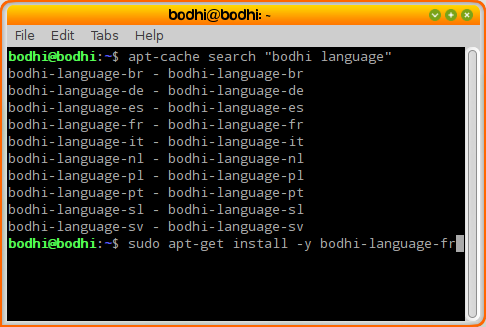 bodhi@bodhi: ~
File Edit Tabs Help
bodhi@bodhi:~$ apt-cache search "bodhi language"
bodhi-language-br - bodhi-language-br
bodhi-language-de - bodhi-language-de
bodhi-language-es - bodhi-language-es
bodhi-language-fr - bodhi-language-fr
bodhi-language-it - bodhi-language-it
bodhi-language-nl - bodhi-language-nl
bodhi-language-pl - bodhi-language-pl
bodhi-language-pt - bodhi-language-pt
bodhi-language-sl - bodhi-language-sl
bodhi-language-sv - bodhi-language-sv
bodhi@bodhi:~$ sudo apt-get install -y bodhi-language-fr